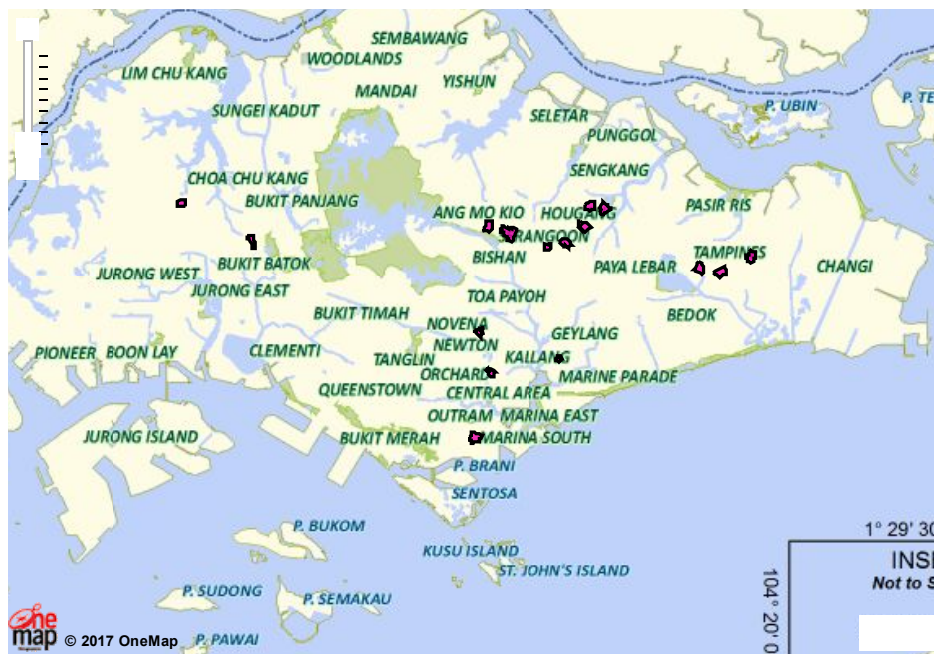 SEMBAWANG
WOODLANDS
LIM CHU KANG
YISHUN
MANDAI
SUNGEI KADUT
SELETAR
P. UBIN
P. TE
PUNGGOL
SENGKANG
CHOA CHU KANG
BUKIT PANJANG
PASIR RIS
ANG MO KIO
HOUGANG
SERANGOON
BISHAN
TAMPINES
BUKIT BATOK
PAYA LEBAR
CHANGI
JURONG WEST
JURONG EAST
TOA PAYOH
BUKIT TIMAH
BEDOK
NOVENA
GEYLANG
NEWTON
PIONEER
BOON LAY
CLEMENTI
TANGLIN
KALLANG
ORCHARD
MARINE PARADE
QUEENSTOWN
CENTRAL AREA
OUTRAM
MARINA EAST
JURONG ISLAND
BUKIT MERAH
MARINA SOUTH
P. BRANI
SENTOSA
P. BUKOM
1° 29' 30
KUSU ISLAND
INSE
ST. JOHN'S ISLAND
Not to S
104° 20' 0
P. SUDONG
P. SEMAKAU
one
map
© 2017 OneMap
P. PAWAI